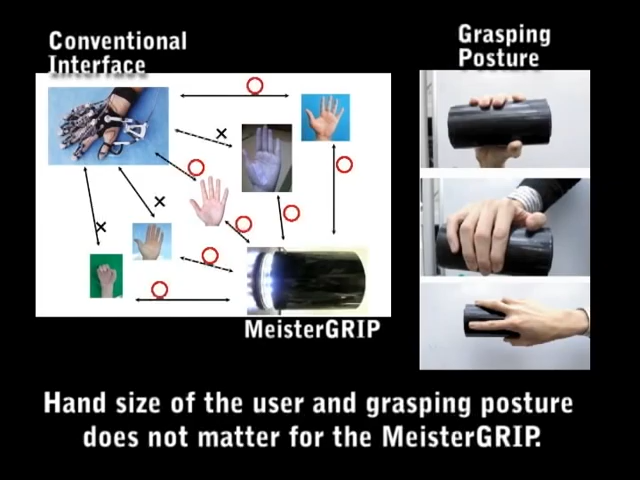 Conventional
Interface
Grasping
Posture
MeisterGRIP
Hand size of the user and grasping posture
does not matter for the MeisterGRIP.